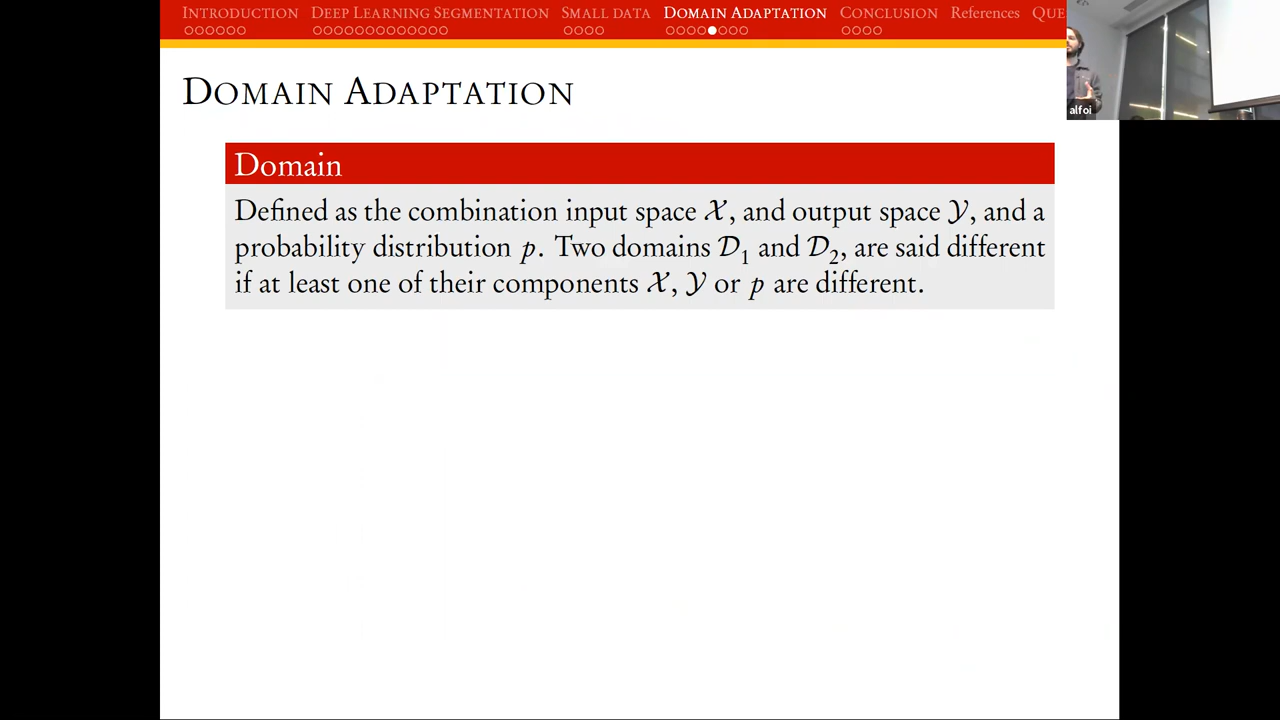 INTRODUCTION DEEP LEARNING SEGMENTATION SMALL DATA DOMAIN ADAPTATION CONCLUSION References QUE
alfoi
DOMAIN ADAPTATION
Domain
Defined as the combination input space 𝒳, and output space 𝒴, and a
probability distribution p. Two domains 𝒟₁ and 𝒟₂, are said different
if at least one of their components 𝒳, 𝒴 or p are different.